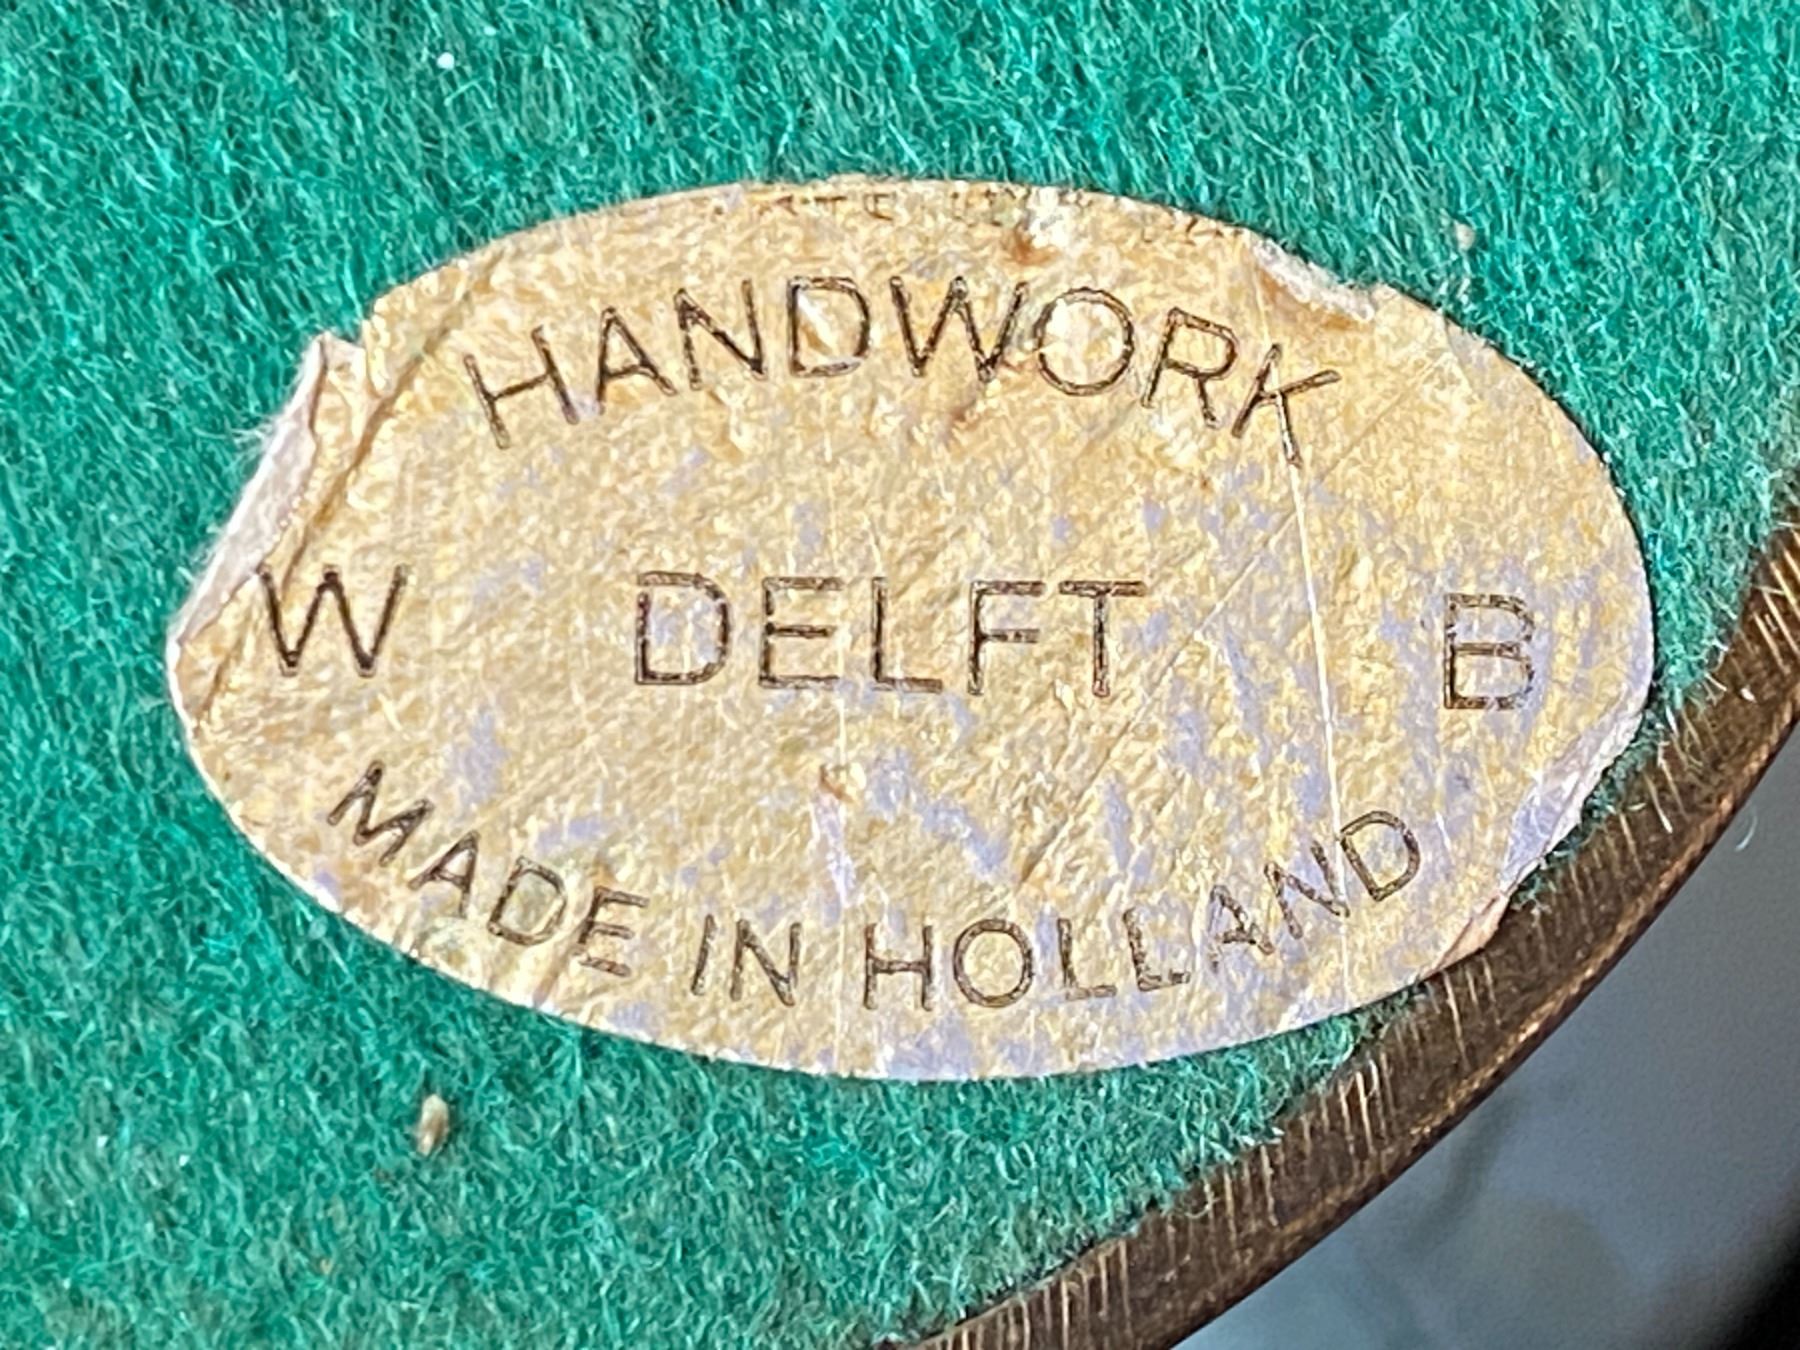 HANDWORK
W DELFT B
MADE IN HOLLAND